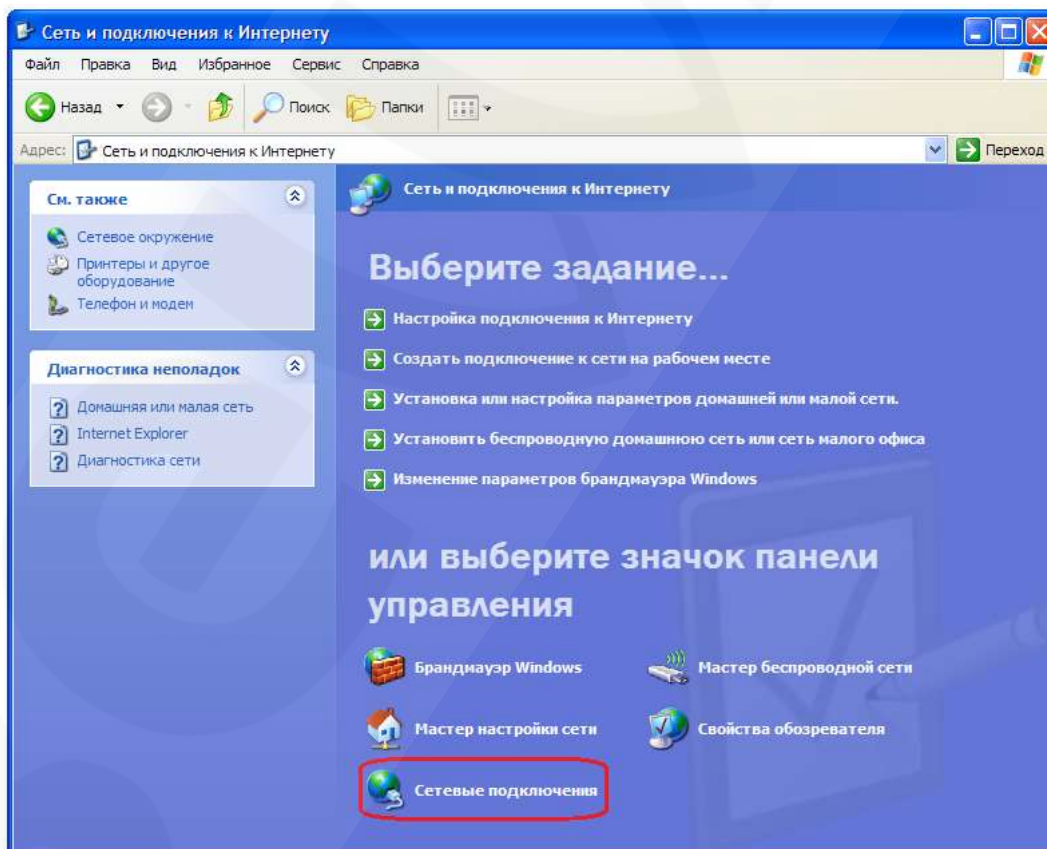 Сеть и подключения к Интернету
Файл Правка Вид Избранное Сервис Справка
Назад Поиск Папки
Адрес: Сеть и подключения к Интернету Переход
См. также
Сетевое окружение
Принтеры и другое
оборудование
Телефон и модем
Диагностика неполадок
Домашняя или малая сеть
Internet Explorer
Диагностика сети
Сеть и подключения к Интернету
Выберите задание...
Настройка подключения к Интернету
Создать подключение к сети на рабочем месте
Установка или настройка параметров домашней или малой сети.
Установить беспроводную домашнюю сеть или сеть малого офиса
Изменение параметров брандмауэра Windows
или выберите значок панели
управления
Брандмауэр Windows Мастер беспроводной сети
Мастер настройки сети Свойства обозревателя
Сетевые подключения